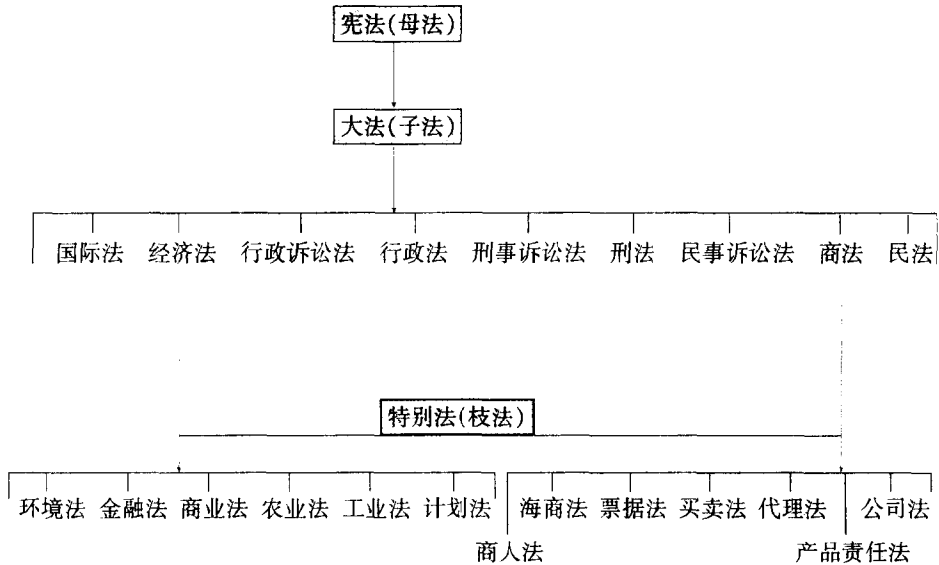 宪法(母法)
大法(子法)
国际法 经济法 行政诉讼法 行政法 刑事诉讼法 刑法 民事诉讼法 商法 民法
特别法(枝法)
环境法 金融法 商业法 农业法 工业法 计划法 海商法 票据法 买卖法 代理法 公司法
商人法 产品责任法